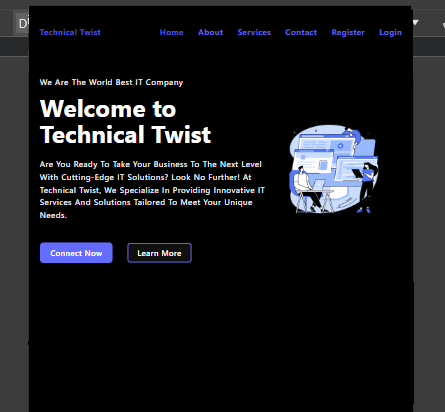 Technical Twist Home About Services Contact Register Login
We Are The World Best IT Company
Welcome to
Technical Twist
Are You Ready To Take Your Business To The Next Level
With Cutting-Edge IT Solutions? Look No Further! At
Technical Twist, We Specialize In Providing Innovative IT
Services And Solutions Tailored To Meet Your Unique
Needs.
Connect Now Learn More